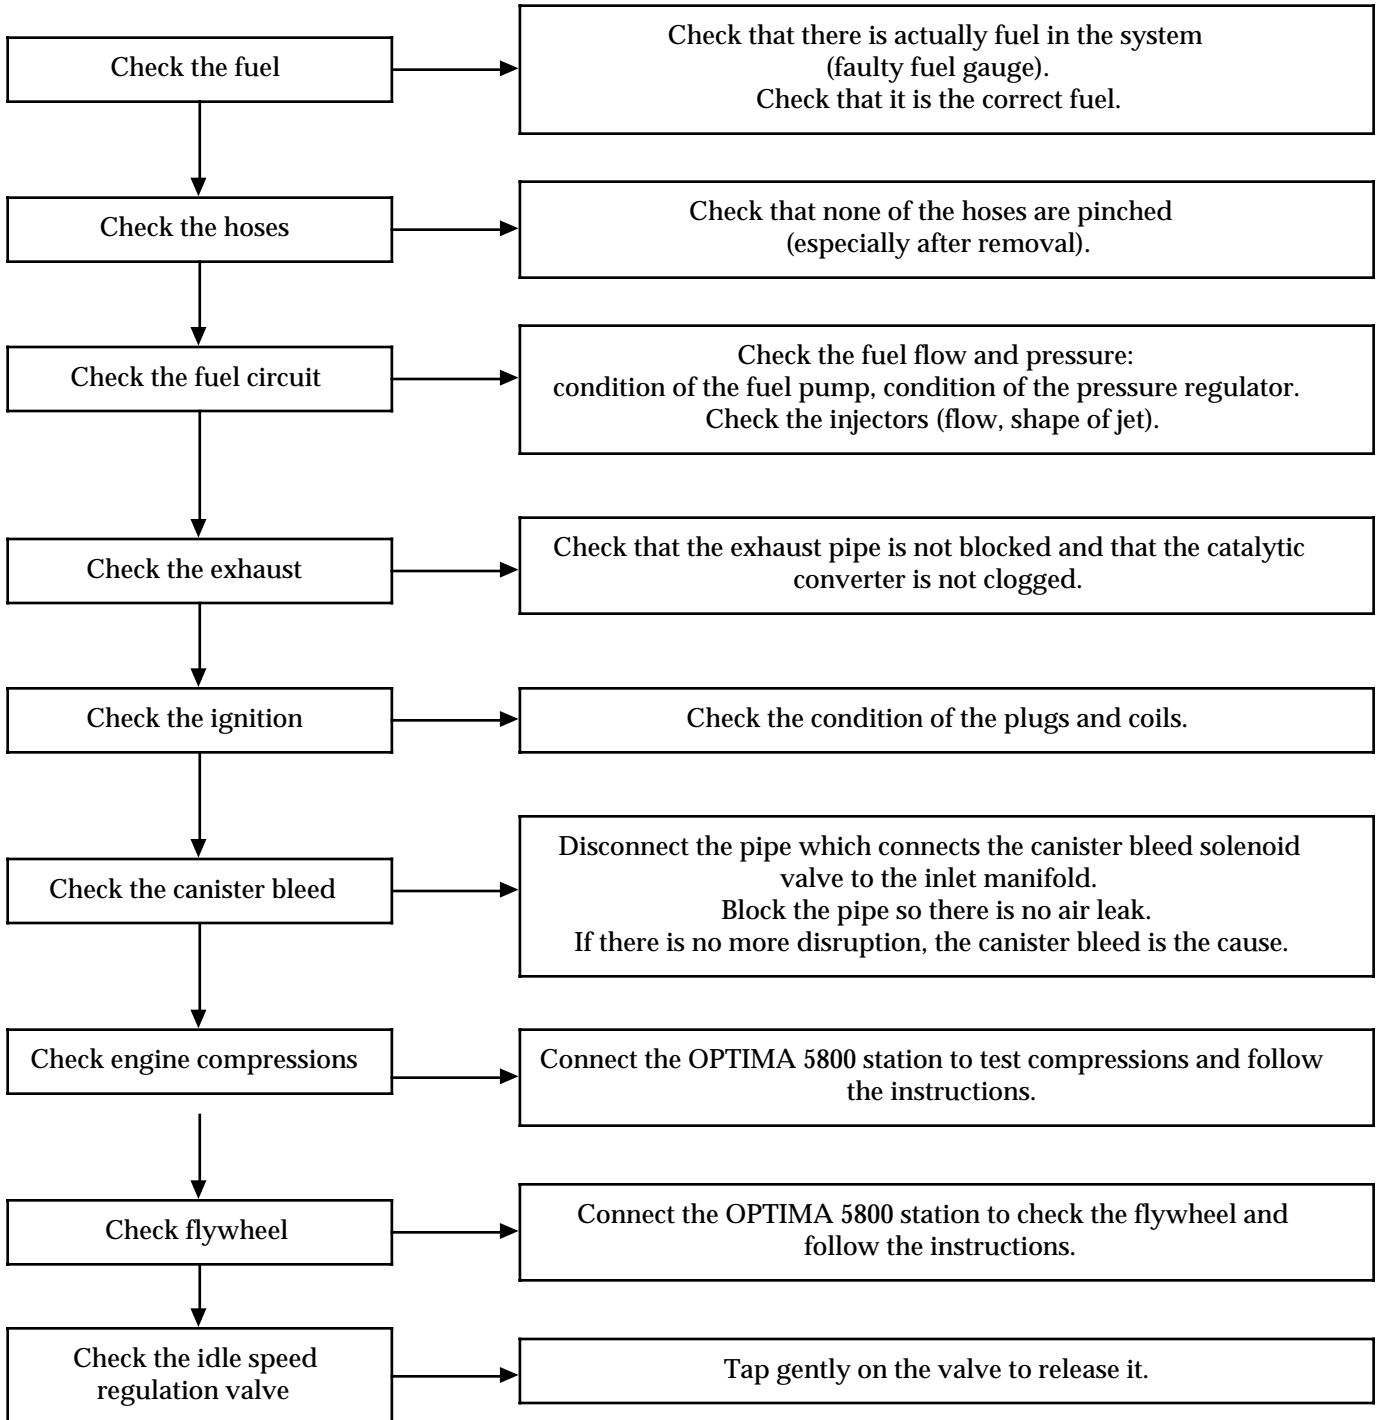 Check the fuel
Check that there is actually fuel in the system
(faulty fuel gauge).
Check that it is the correct fuel.
Check the hoses
Check that none of the hoses are pinched
(especially after removal).
Check the fuel circuit
Check the fuel flow and pressure:
condition of the fuel pump, condition of the pressure regulator.
Check the injectors (flow, shape of jet).
Check the exhaust
Check that the exhaust pipe is not blocked and that the catalytic
converter is not clogged.
Check the ignition
Check the condition of the plugs and coils.
Check the canister bleed
Disconnect the pipe which connects the canister bleed solenoid
valve to the inlet manifold.
Block the pipe so there is no air leak.
If there is no more disruption, the canister bleed is the cause.
Check engine compressions
Connect the OPTIMA 5800 station to test compressions and follow
the instructions.
Check flywheel
Connect the OPTIMA 5800 station to check the flywheel and
follow the instructions.
Check the idle speed
regulation valve
Tap gently on the valve to release it.